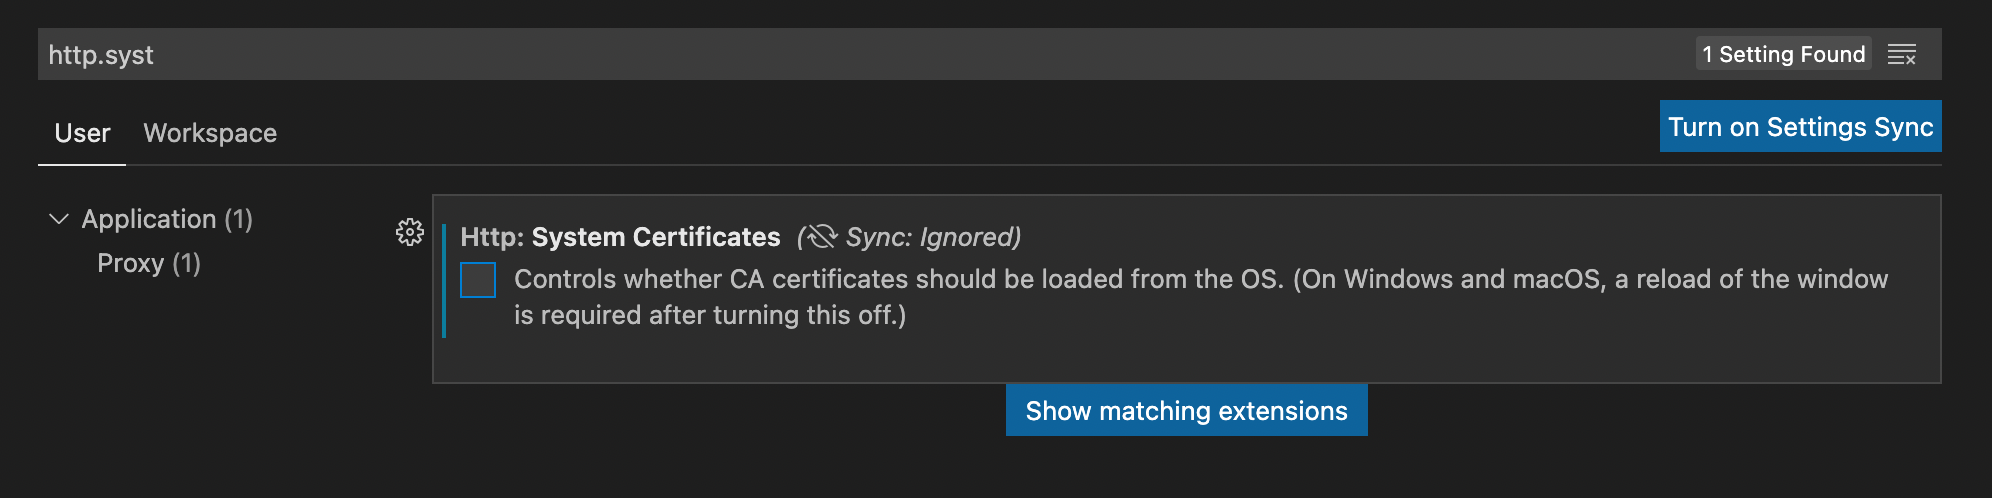 http.syst
1 Setting Found
User
Workspace
Turn on Settings Sync
Application (1)
Proxy (1)
Http: System Certificates (Sync: Ignored)
Controls whether CA certificates should be loaded from the OS. (On Windows and macOS, a reload of the window
is required after turning this off.)
Show matching extensions